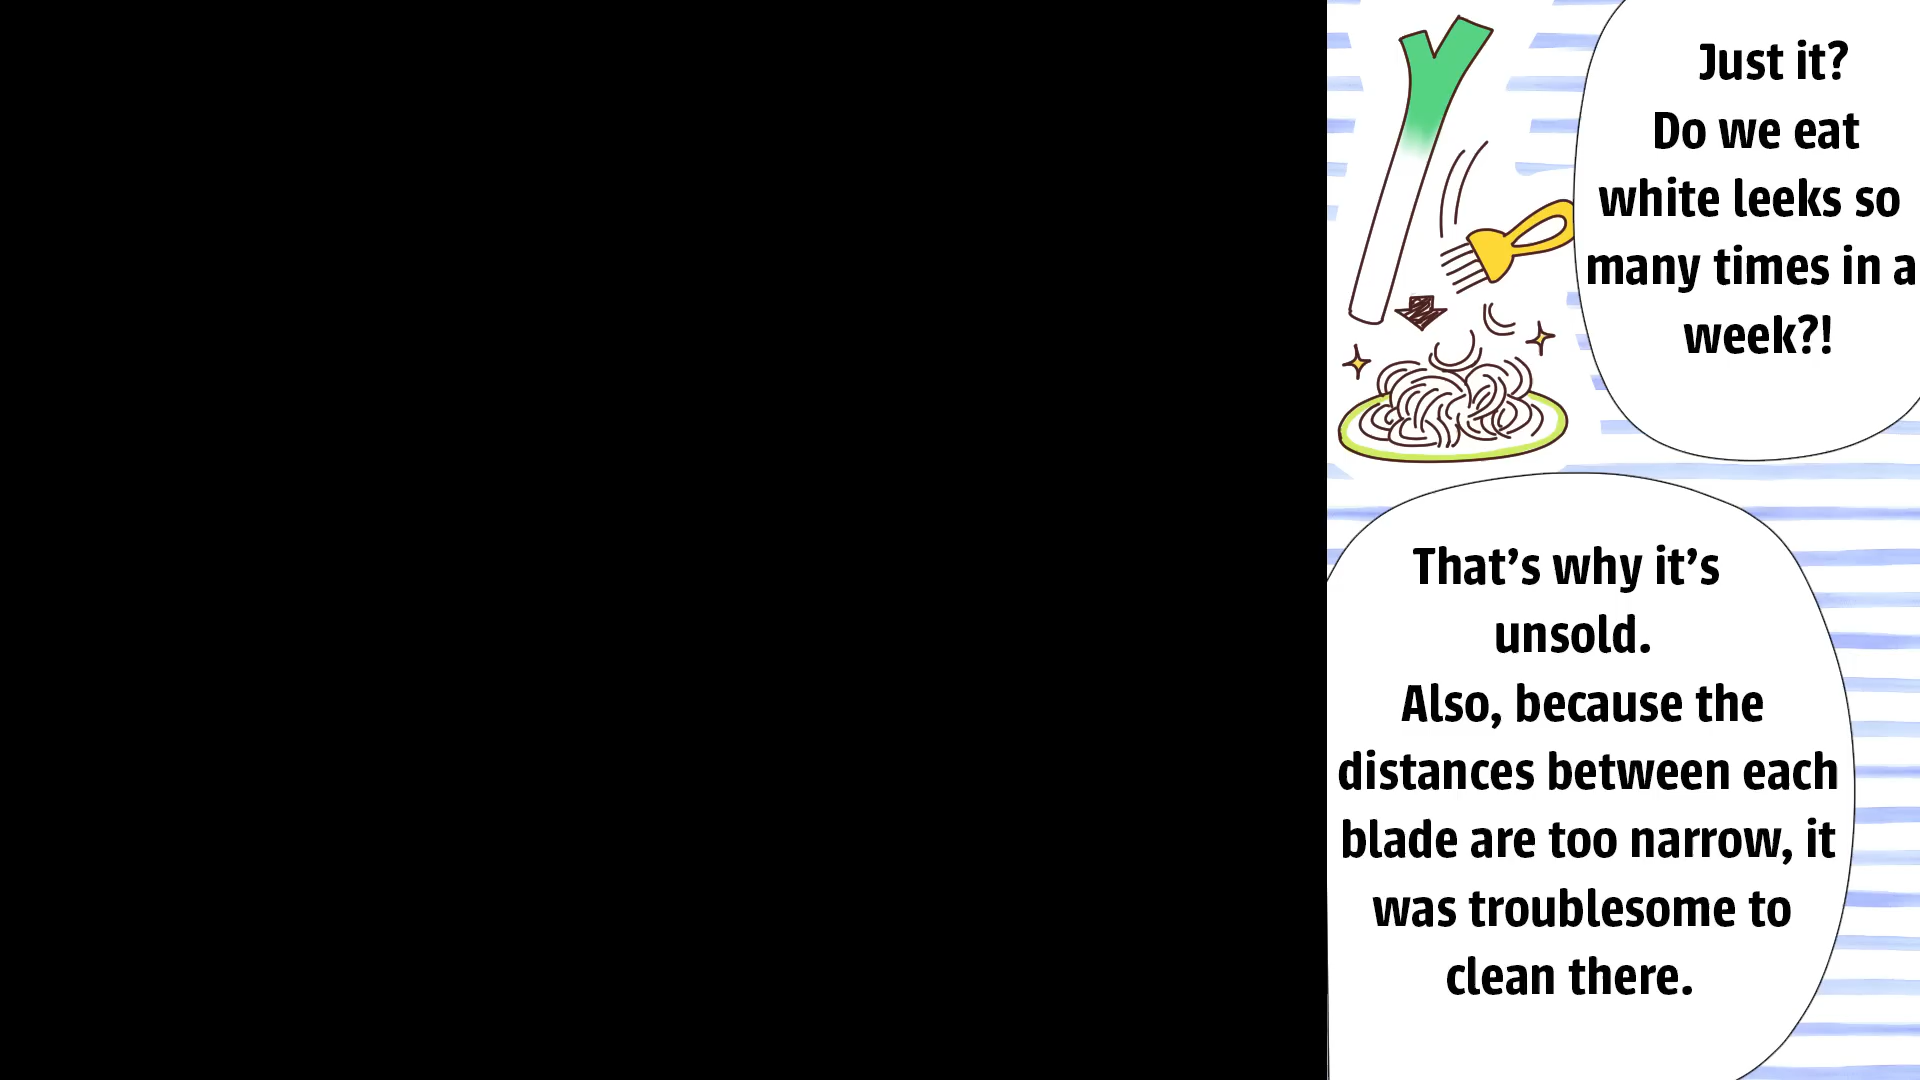 Just it?
Do we eat
white leeks so
many times in a
week?!
That’s why it’s
unsold.
Also, because the
distances between each
blade are too narrow, it
was troublesome to
clean there.